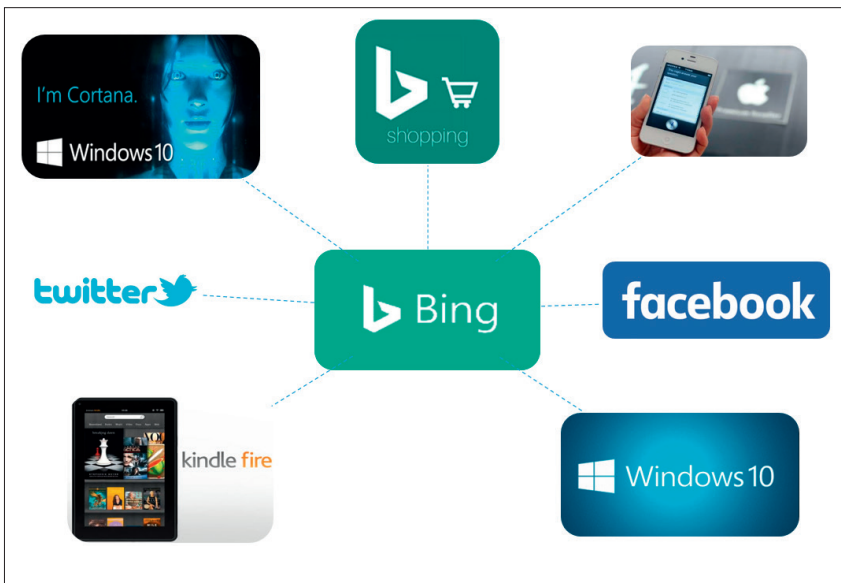 I'm Cortana.
Windows 10
shopping
twitter
Bing
facebook
kindle fire
Windows 10